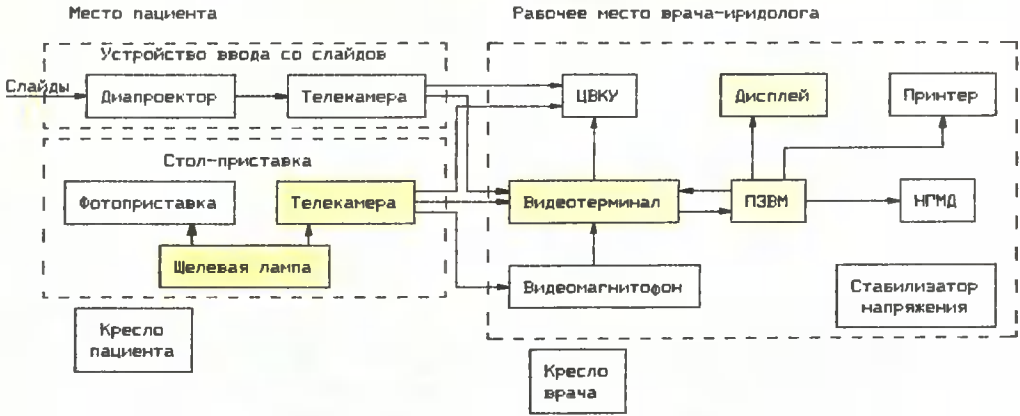 Место пациента
Рабочее место врача-иридолога
Устройство ввода со слайдов
Слайды
Диапроектор
Телекамера
ЦВКУ
Дисплей
Принтер
Стол-приставка
Фотоприставка
Телекамера
Видеотерминал
ПЭВМ
НГМД
Щелевая лампа
Видеомагнитофон
Стабилизатор
напряжения
Кресло
пациента
Кресло
врача